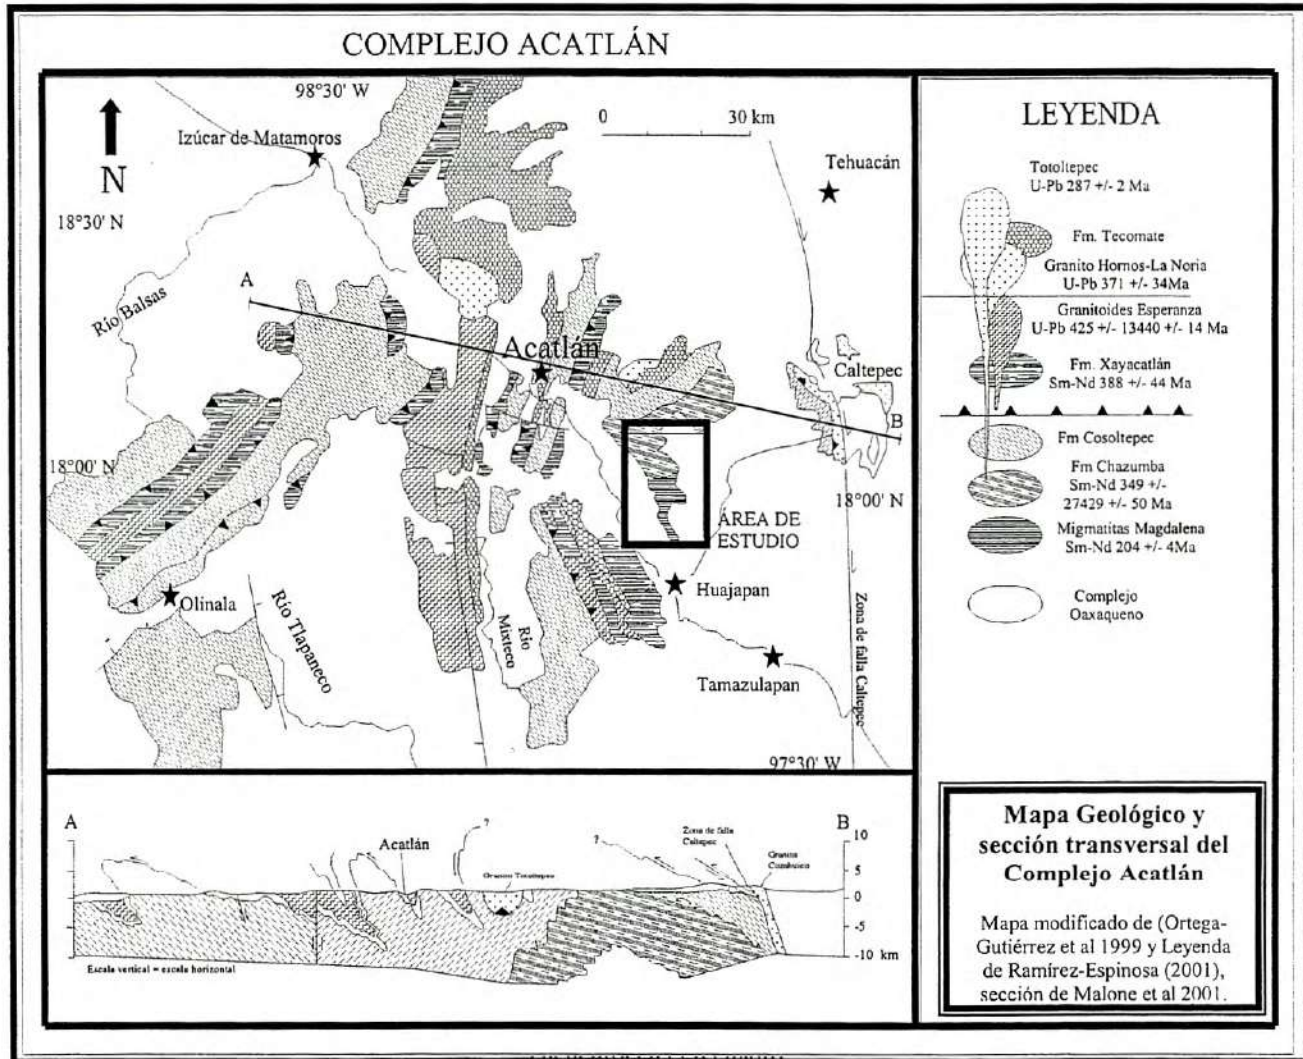 COMPLEJO ACATLÁN
98°30' W
N
Izúcar de Matamoros
0 30 km
Tehuacán
18°30' N
A
Río Balsas
Acatlán
Caltepec
B
18°00' N
18°00' N
ÁREA DE
ESTUDIO
Olinala
Río Tlapaneco
Río
Mixteco
Huajapan
Tamazulapan
Zona de falla Caltepec
97°30' W
LEYENDA
Totoltepec
U-Pb 287 +/- 2 Ma
Fm. Tecomate
Granito Hornos-La Noria
U-Pb 371 +/- 34Ma
Granitoides Esperanza
U-Pb 425 +/- 13440 +/- 14 Ma
Fm. Xayacatlán
Sm-Nd 388 +/- 44 Ma
Fm Cosoltepec
Fm Chazumba
Sm-Nd 349 +/-
27429 +/- 50 Ma
Migmatitas Magdalena
Sm-Nd 204 +/- 4Ma
Complejo
Oaxaqueno
A
?
Acatlán
?
Zona de falla
Caltepec
B
10
5
0
-5
-10 km
Escala vertical = escala horizontal
Mapa Geológico y
sección transversal del
Complejo Acatlán
Mapa modificado de (Ortega-
Gutiérrez et al 1999 y Leyenda
de Ramírez-Espinosa (2001),
sección de Malone et al 2001.